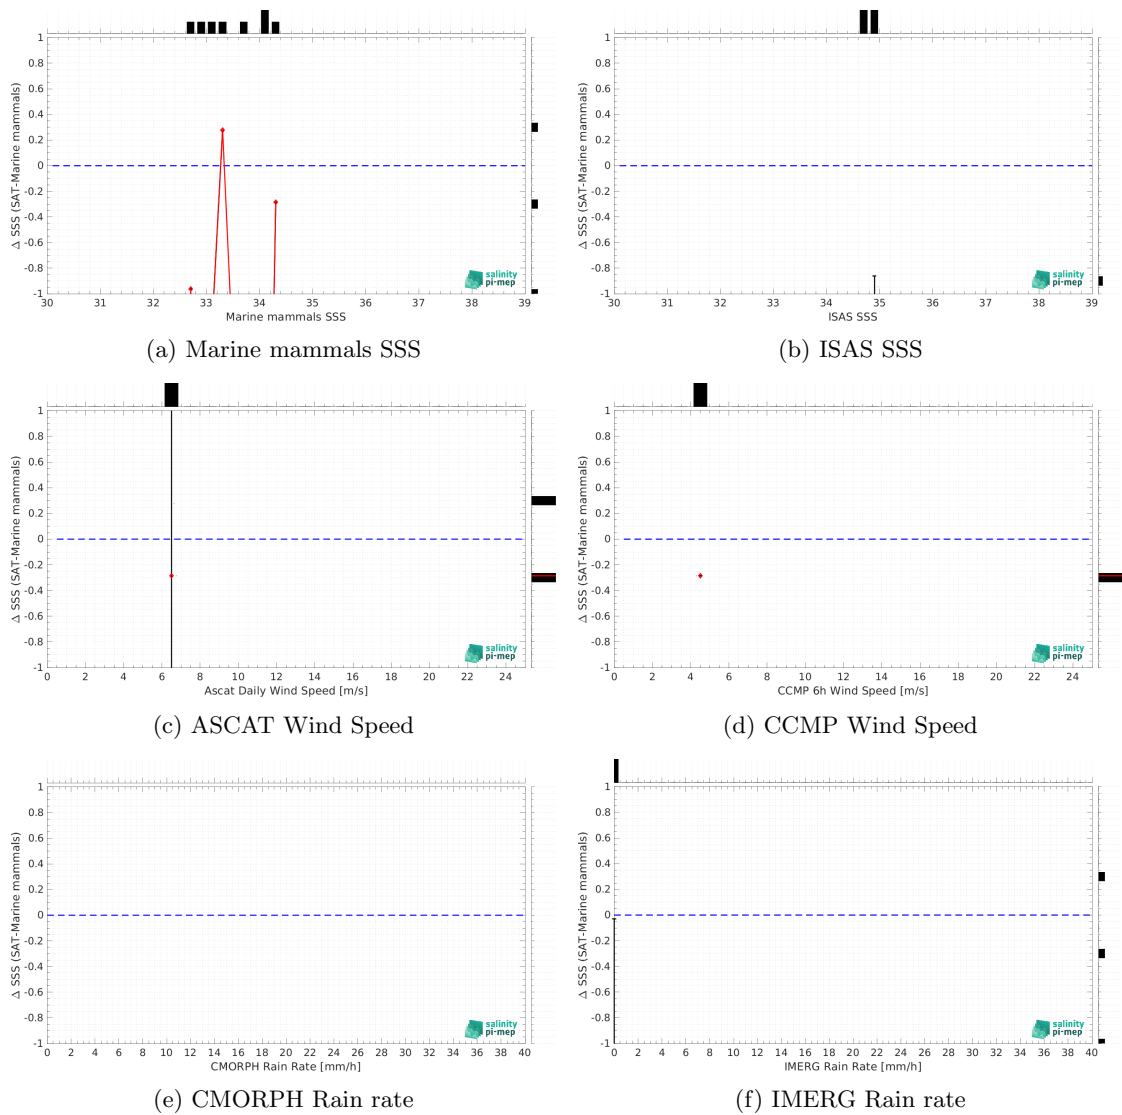 1
0.8
0.6
0.4
0.2
0
-0.2
-0.4
-0.6
-0.8
-1
Δ SSS (SAT-Marine mammals)
salinity
pi-mep
30 31 32 33 34 35 36 37 38 39
Marine mammals SSS
(a) Marine mammals SSS
1
0.8
0.6
0.4
0.2
0
-0.2
-0.4
-0.6
-0.8
-1
Δ SSS (SAT-Marine mammals)
salinity
pi-mep
30 31 32 33 34 35 36 37 38 39
ISAS SSS
(b) ISAS SSS
1
0.8
0.6
0.4
0.2
0
-0.2
-0.4
-0.6
-0.8
-1
Δ SSS (SAT-Marine mammals)
salinity
pi-mep
0 2 4 6 8 10 12 14 16 18 20 22 24
Ascat Daily Wind Speed [m/s]
(c) ASCAT Wind Speed
1
0.8
0.6
0.4
0.2
0
-0.2
-0.4
-0.6
-0.8
-1
Δ SSS (SAT-Marine mammals)
salinity
pi-mep
0 2 4 6 8 10 12 14 16 18 20 22 24
CCMP 6h Wind Speed [m/s]
(d) CCMP Wind Speed
1
0.8
0.6
0.4
0.2
0
-0.2
-0.4
-0.6
-0.8
-1
Δ SSS (SAT-Marine mammals)
salinity
pi-mep
0 2 4 6 8 10 12 14 16 18 20 22 24 26 28 30 32 34 36 38 40
CMORPH Rain Rate [mm/h]
(e) CMORPH Rain rate
1
0.8
0.6
0.4
0.2
0
-0.2
-0.4
-0.6
-0.8
-1
Δ SSS (SAT-Marine mammals)
salinity
pi-mep
0 2 4 6 8 10 12 14 16 18 20 22 24 26 28 30 32 34 36 38 40
IMERG Rain Rate [mm/h]
(f) IMERG Rain rate